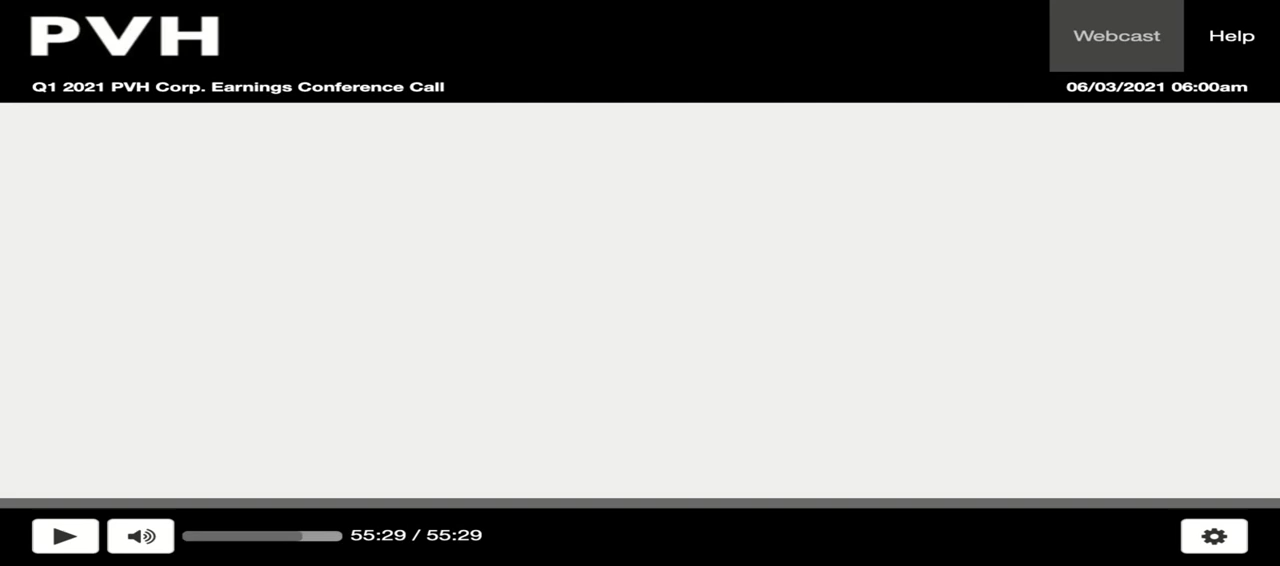 PVH
Webcast
Help
Q1 2021 PVH Corp. Earnings Conference Call
06/03/2021 06:00am
55:29 / 55:29